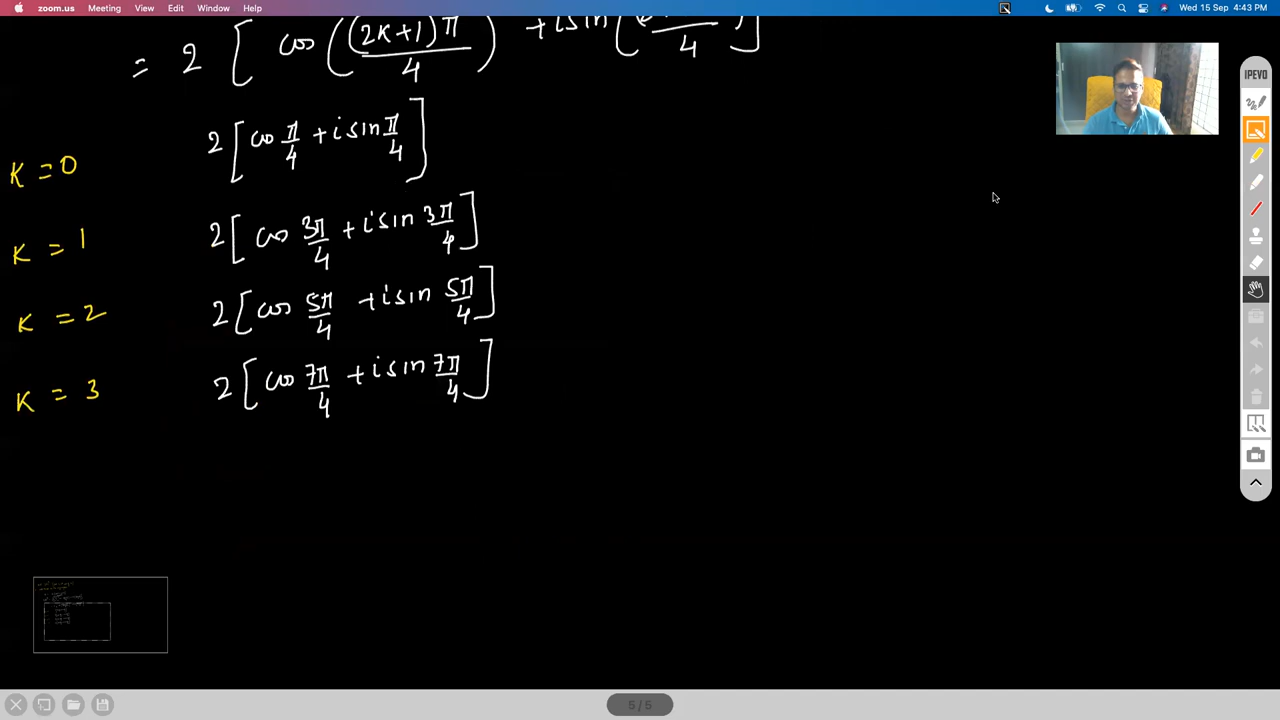 zoom.us Meeting View Edit Window Help Wed 15 Sep 4:43 PM
IPEVO
= 2 [ cos ( (2K+1)π / 4 ) + i sin ( / 4 ) ]
K = 0 2 [ cos π/4 + i sin π/4 ]
K = 1 2 [ cos 3π/4 + i sin 3π/4 ]
K = 2 2 [ cos 5π/4 + i sin 5π/4 ]
K = 3 2 [ cos 7π/4 + i sin 7π/4 ]
5 / 5